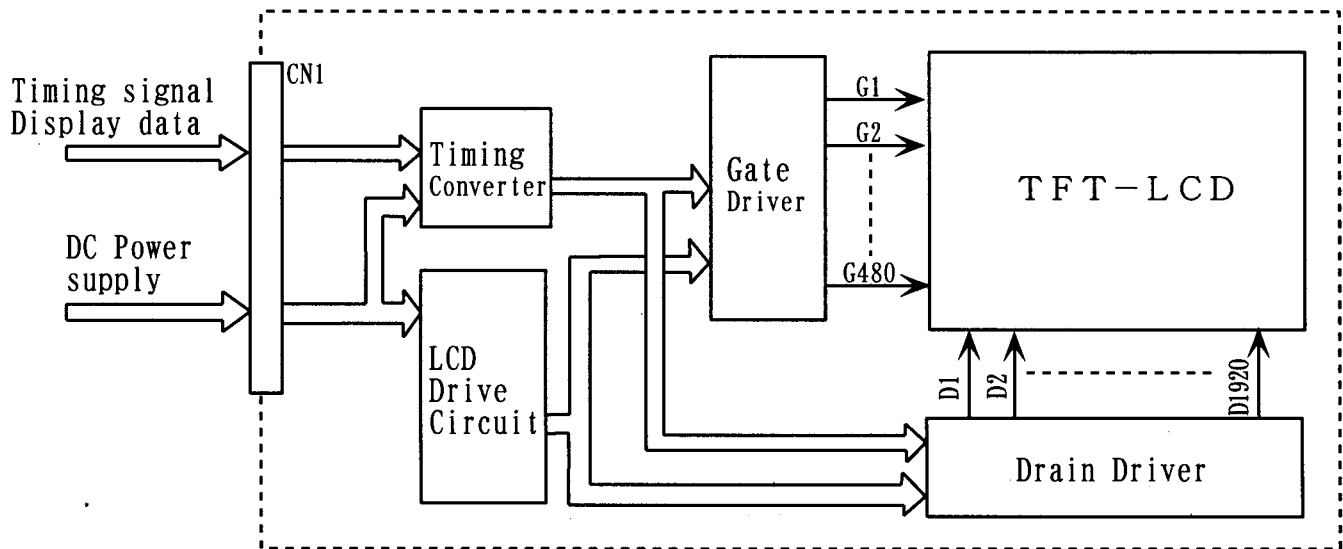 Timing signal
Display data
DC Power
supply
CN1
Timing
Converter
LCD
Drive
Circuit
Gate
Driver
G1
G2
G480
TFT-LCD
D1
D2
D1920
Drain Driver